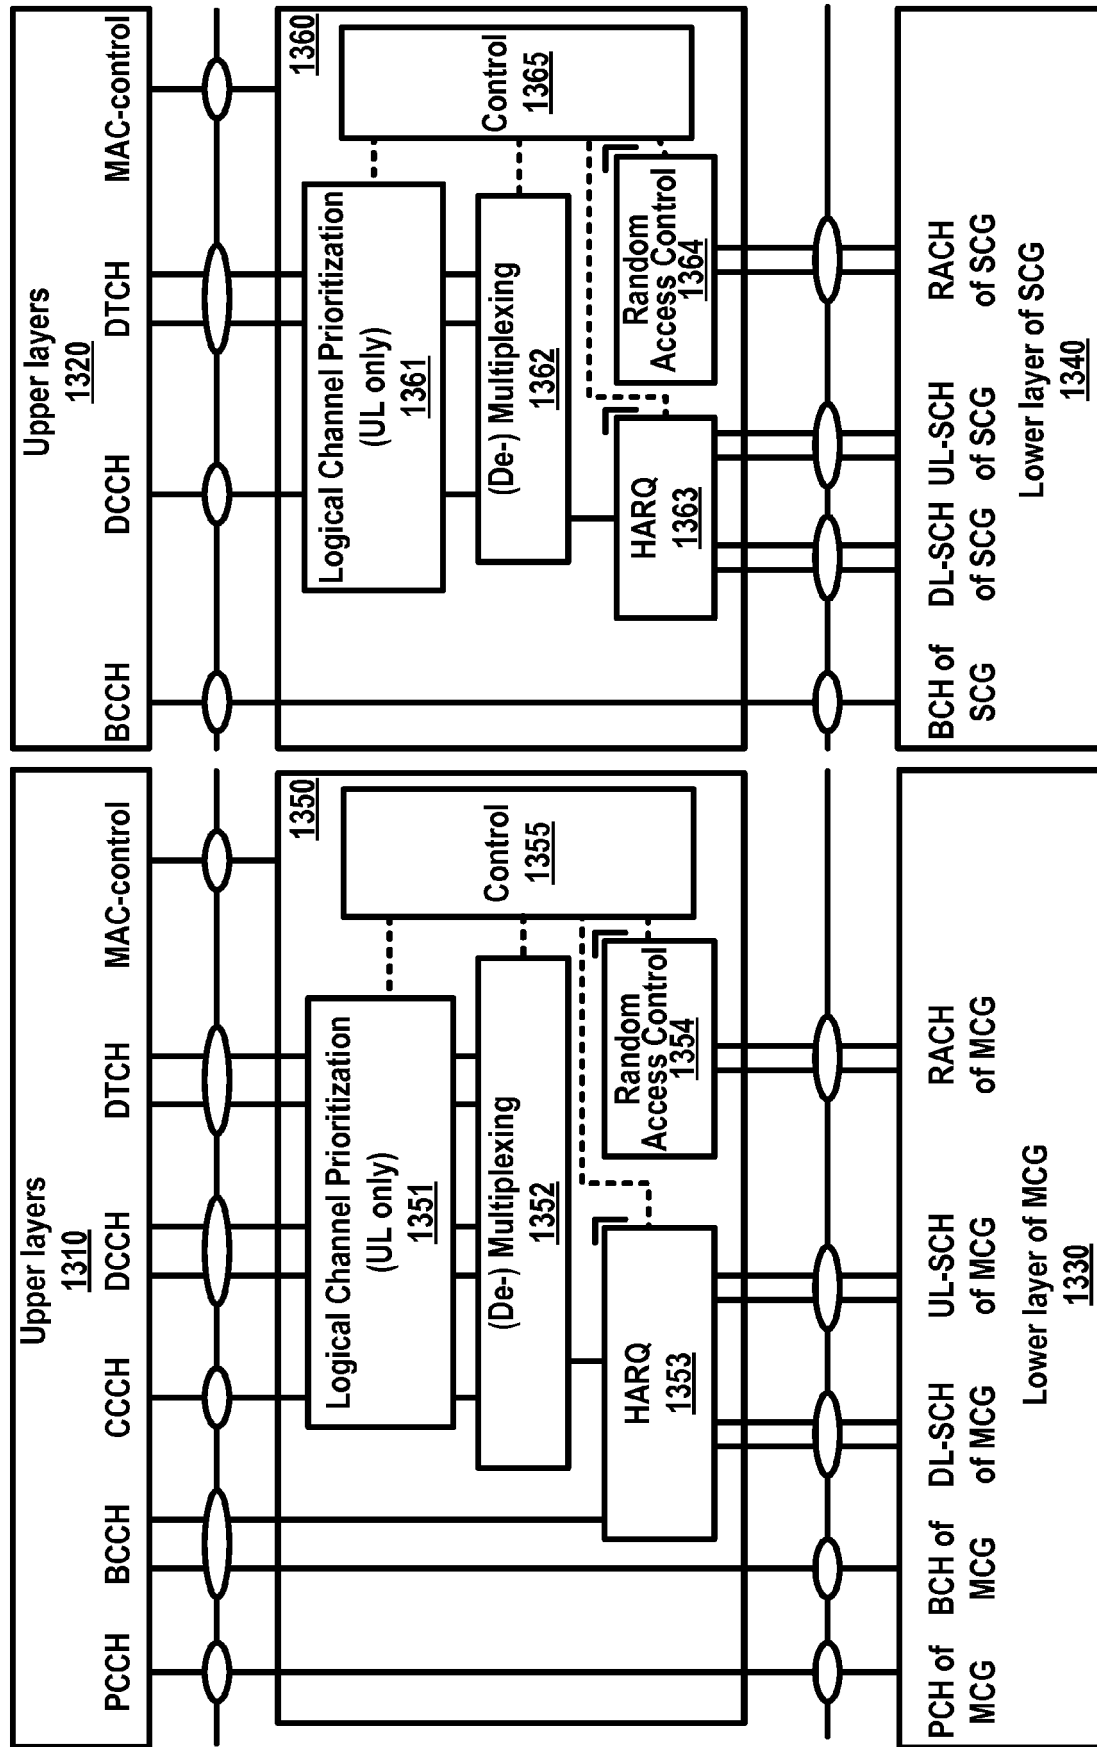 Upper layers
1310
PCCH
BCCH
CCCH
DCCH
DTCH
MAC-control
1350
Logical Channel Prioritization
(UL only)
1351
(De-) Multiplexing
1352
HARQ
1353
Random
Access Control
1354
Control
1355
PCH of
MCG
BCH of
MCG
DL-SCH
of MCG
UL-SCH
of MCG
RACH
of MCG
Lower layer of MCG
1330
Upper layers
1320
BCCH
DCCH
DTCH
MAC-control
1360
Logical Channel Prioritization
(UL only)
1361
(De-) Multiplexing
1362
HARQ
1363
Random
Access Control
1364
Control
1365
BCH of
SCG
DL-SCH
of SCG
UL-SCH
of SCG
RACH
of SCG
Lower layer of SCG
1340